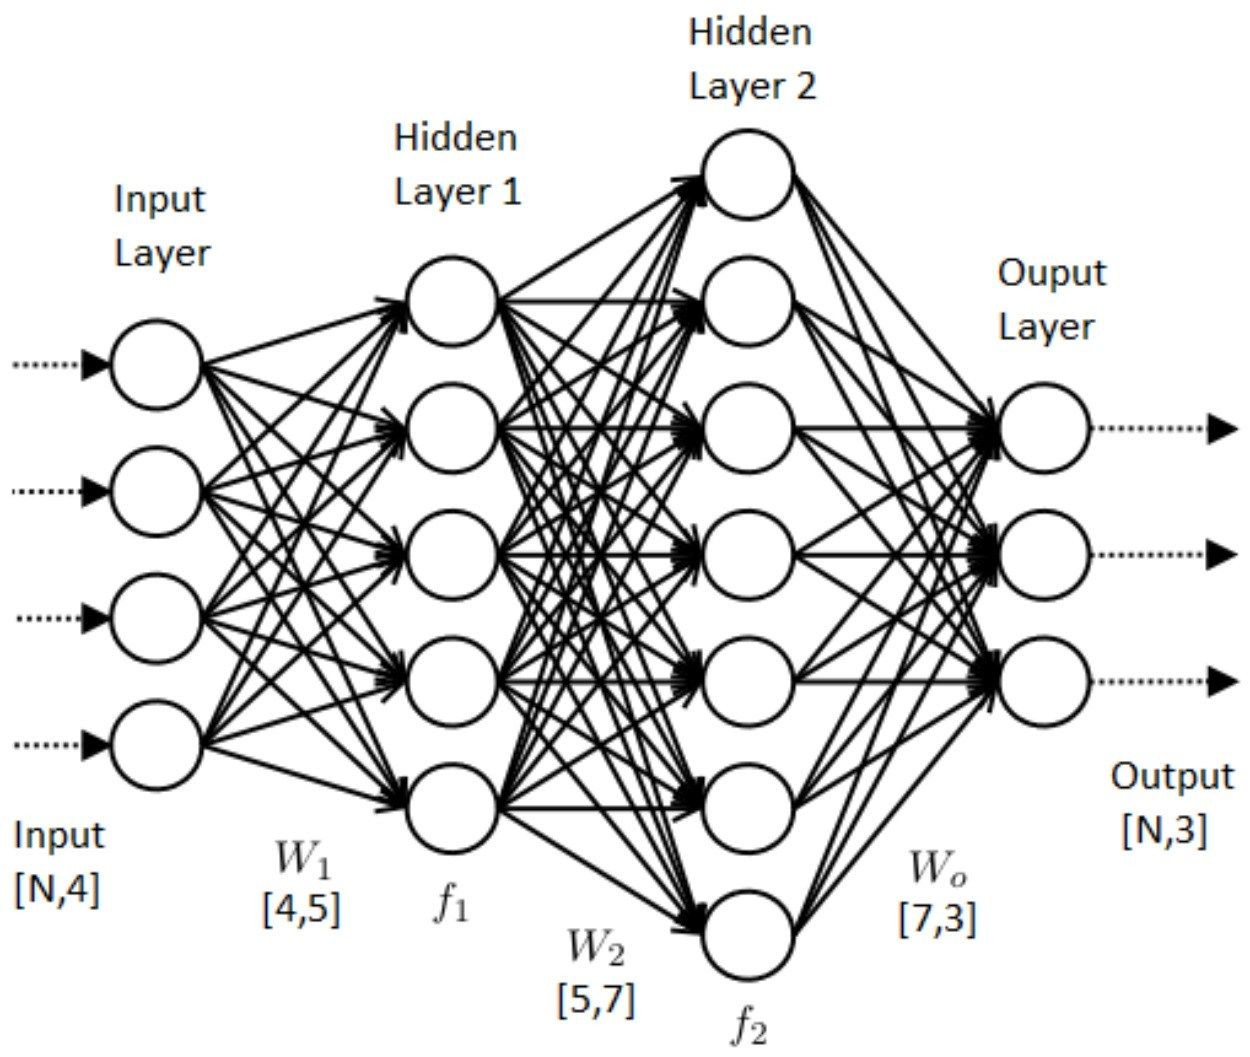 Input
Layer
Hidden
Layer 1
Hidden
Layer 2
Ouput
Layer
Input
[N,4]
W₁
[4,5]
f₁
W₂
[5,7]
f₂
Wₒ
[7,3]
Output
[N,3]